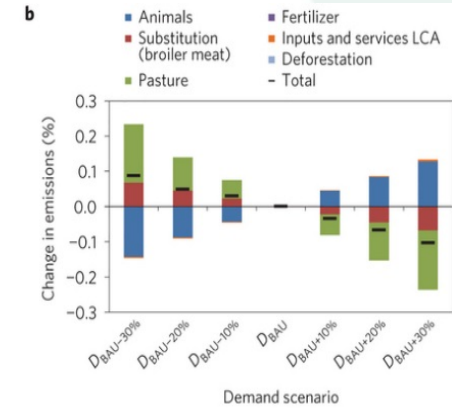 b
Animals
Fertilizer
Substitution
(broiler meat)
Inputs and services LCA
Deforestation
Pasture
Total
Change in emissions (%)
0.3
0.2
0.1
0.0
−0.1
−0.2
−0.3
DBAU−30%
DBAU−20%
DBAU−10%
DBAU
DBAU+10%
DBAU+20%
DBAU+30%
Demand scenario